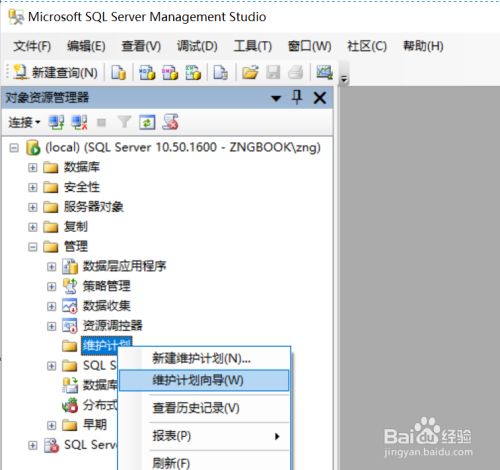 Microsoft SQL Server Management Studio
文件(F) 编辑(E) 查看(V) 调试(D) 工具(T) 窗口(W) 社区(C) 帮助(H)
新建查询(N)
对象资源管理器
连接
(local) (SQL Server 10.50.1600 - ZNGBOOK\zng)
数据库
安全性
服务器对象
复制
管理
数据层应用程序
策略管理
数据收集
资源调控器
维护计划
新建维护计划(N)...
SQL S
维护计划向导(W)
数据库
分布式
查看历史记录(V)
早期
报表(P)
SQL Serve
刷新(F)
Baidu 经验
jingyan.baidu.com